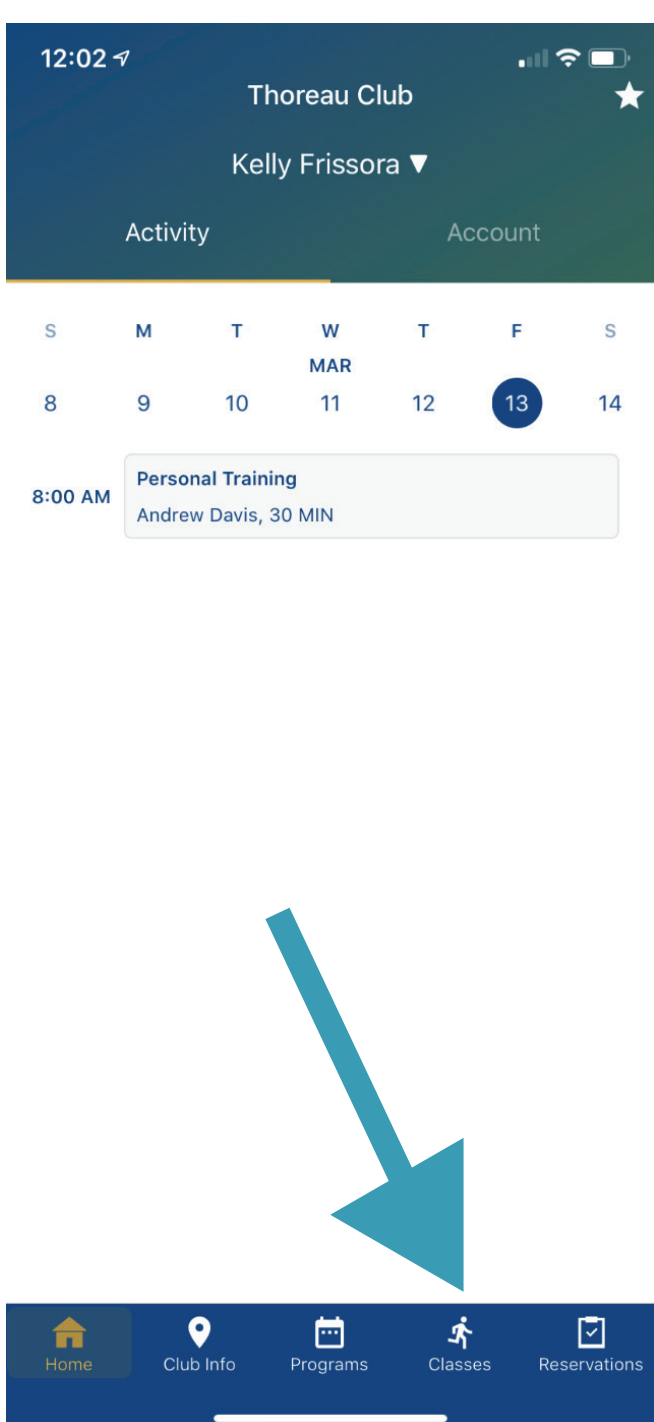 12:02
Thoreau Club
Kelly Frissora ▼
Activity Account
S M T W T F S
MAR
8 9 10 11 12 13 14
8:00 AM
Personal Training
Andrew Davis, 30 MIN
Home Club Info Programs Classes Reservations